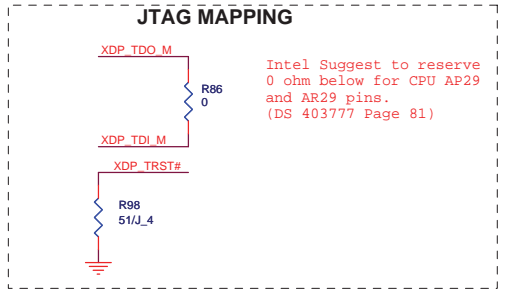 JTAG MAPPING
XDP_TDO_M
R86
0
XDP_TDI_M
XDP_TRST#
R98
51/J_4
Intel Suggest to reserve
0 ohm below for CPU AP29
and AR29 pins.
(DS 403777 Page 81)